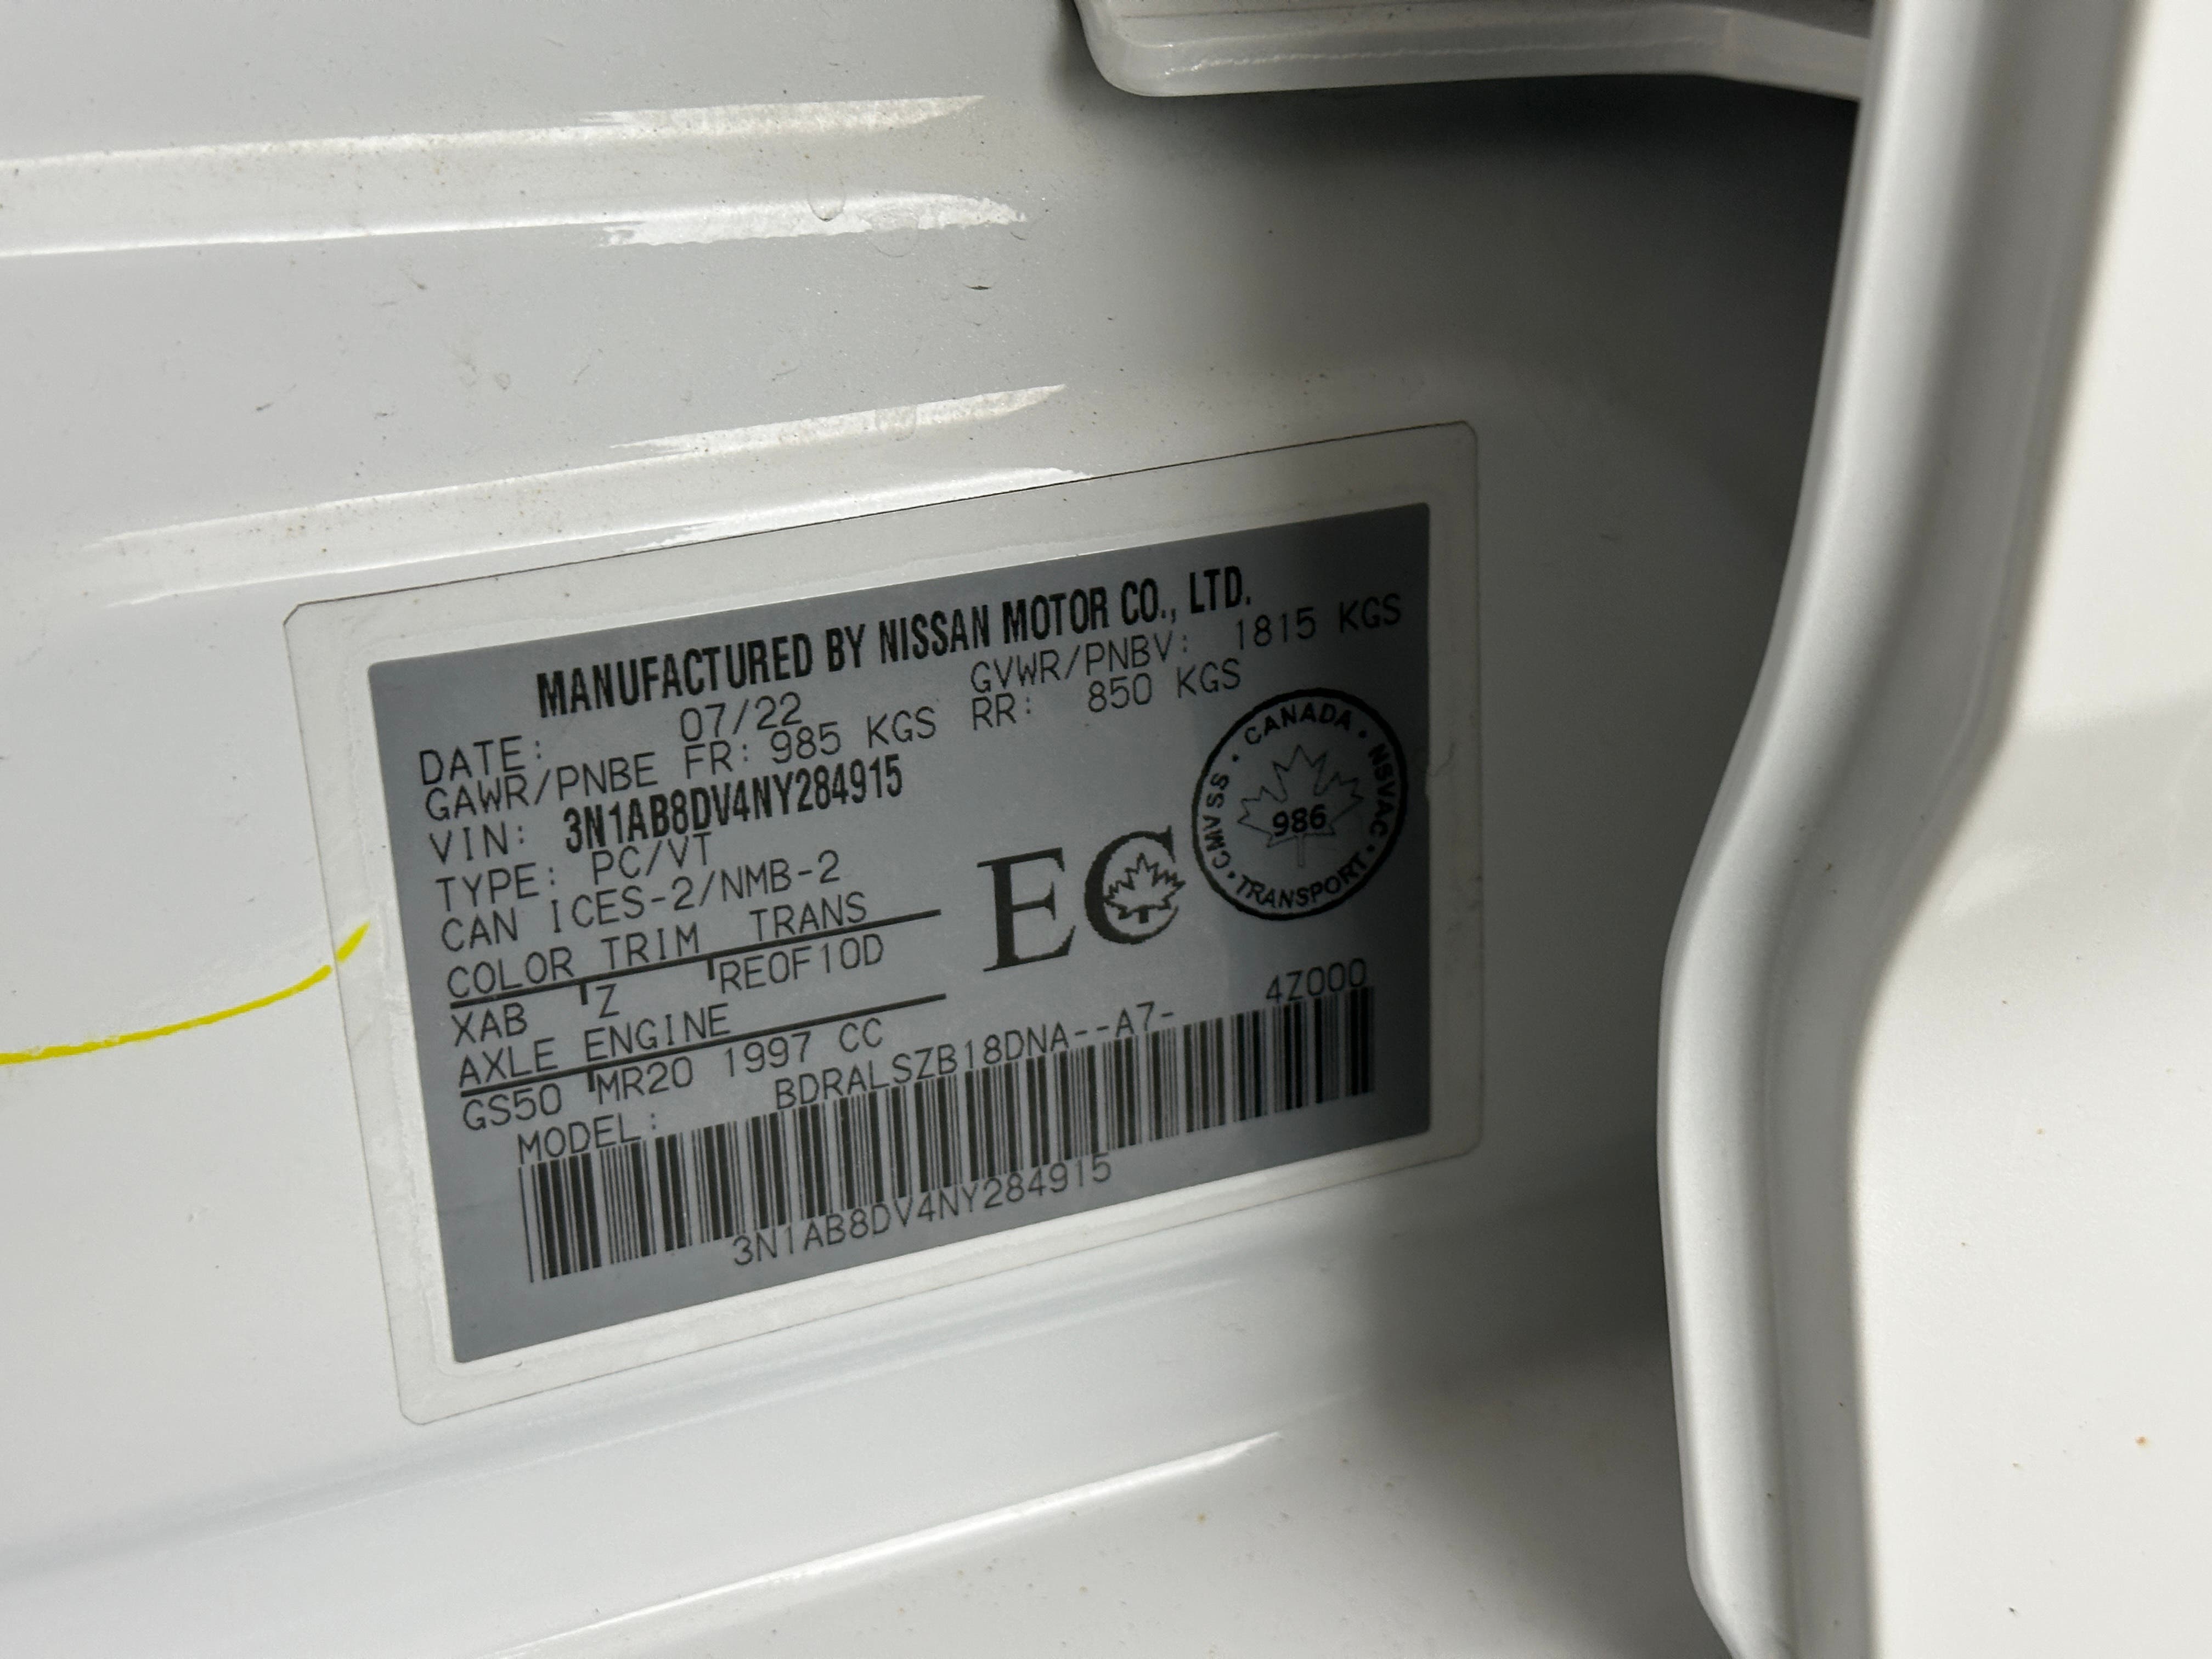 MANUFACTURED BY NISSAN MOTOR CO., LTD.
DATE: 07/22 GVWR/PNBV: 1815 KGS
GAWR/PNBE FR: 985 KGS RR: 850 KGS
VIN: 3N1AB8DV4NY284915
TYPE: PC/VT
CAN ICES-2/NMB-2
COLOR TRIM TRANS
XAB Z RE0F10D
AXLE ENGINE
GS50 MR20 1997 CC
MODEL: BDRALSZB18DNA--A7- 4Z000
3N1AB8DV4NY284915
EC
CANADA · NSVAC · TRANSPORT · CMVSS ·
986